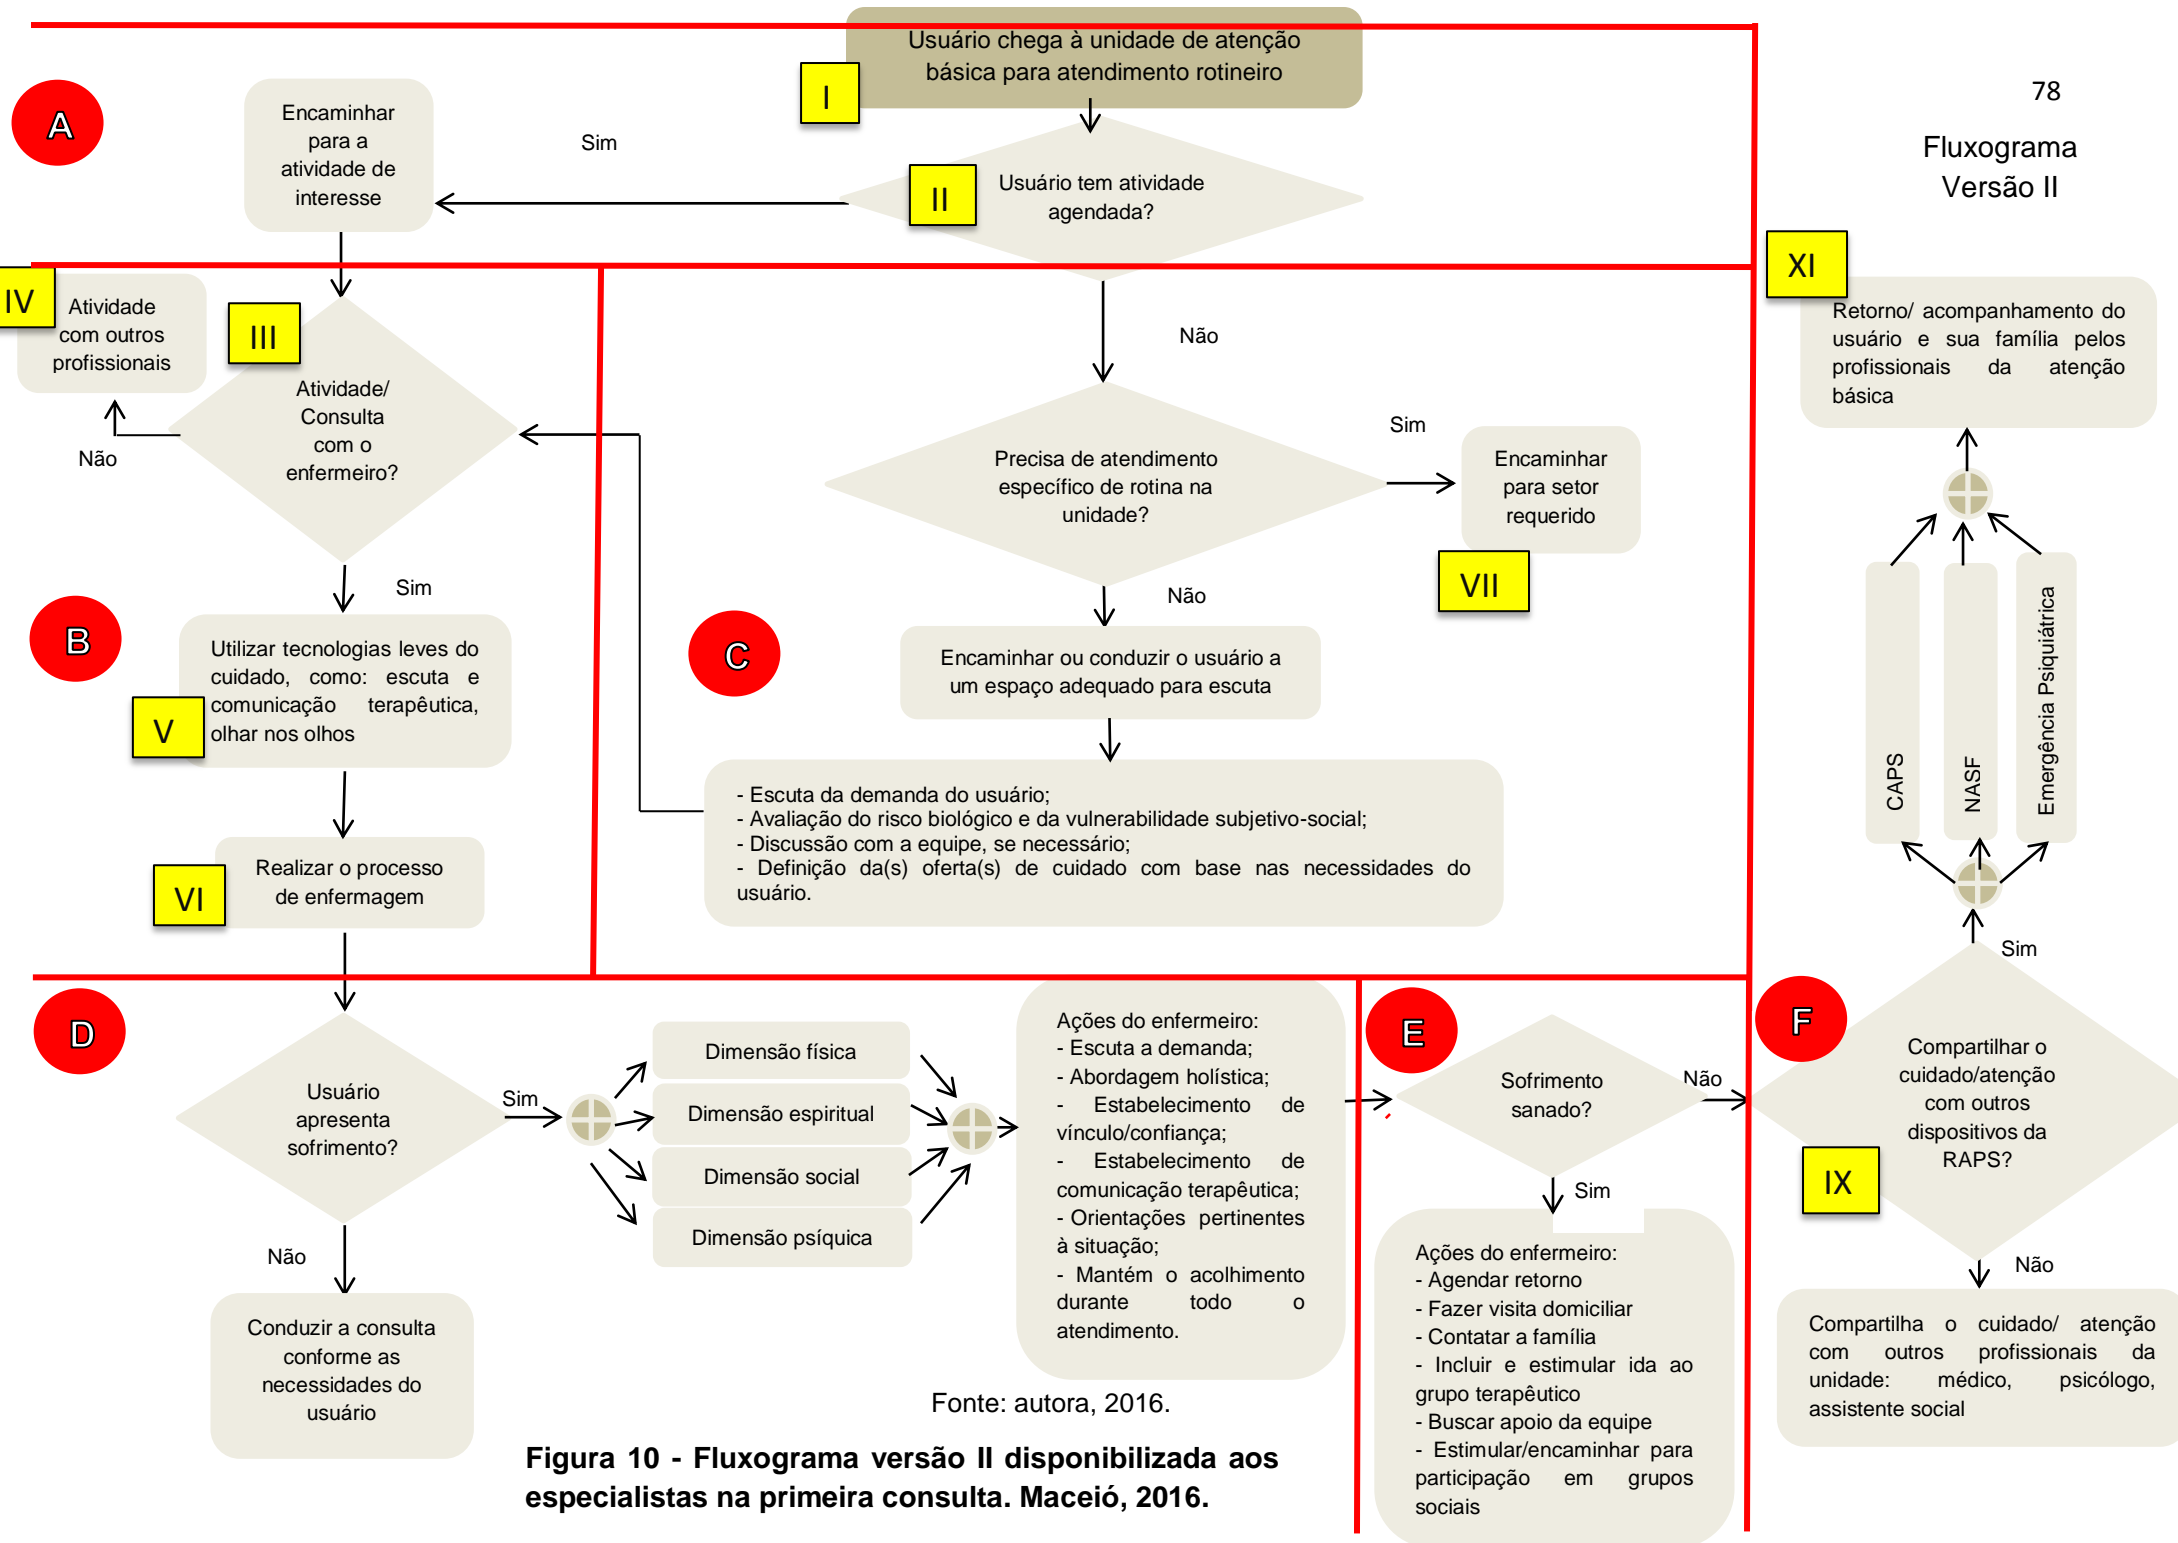 Usuário chega à unidade de atenção
básica para atendimento rotineiro
I
78
Fluxograma
Versão II
A
Encaminhar
para a
atividade de
interesse
Sim
II
Usuário tem atividade
agendada?
IV
Atividade
com outros
profissionais
III
Atividade/
Consulta
com o
enfermeiro?
Não
Sim
B
Utilizar tecnologias leves do
cuidado, como: escuta e
comunicação terapêutica,
olhar nos olhos
V
Realizar o processo
de enfermagem
VI
Não
Precisa de atendimento
específico de rotina na
unidade?
Sim
Encaminhar
para setor
requerido
VII
Não
C
Encaminhar ou conduzir o usuário a
um espaço adequado para escuta
- Escuta da demanda do usuário;
- Avaliação do risco biológico e da vulnerabilidade subjetivo-social;
- Discussão com a equipe, se necessário;
- Definição da(s) oferta(s) de cuidado com base nas necessidades do
usuário.
XI
Retorno/ acompanhamento do
usuário e sua família pelos
profissionais da atenção
básica
CAPS
NASF
Emergência Psiquiátrica
Sim
D
Usuário
apresenta
sofrimento?
Sim
Não
Conduzir a consulta
conforme as
necessidades do
usuário
Dimensão física
Dimensão espiritual
Dimensão social
Dimensão psíquica
Ações do enfermeiro:
- Escuta a demanda;
- Abordagem holística;
- Estabelecimento de
vínculo/confiança;
- Estabelecimento de
comunicação terapêutica;
- Orientações pertinentes
à situação;
- Mantém o acolhimento
durante todo o
atendimento.
E
Sofrimento
sanado?
Não
Sim
Ações do enfermeiro:
- Agendar retorno
- Fazer visita domiciliar
- Contatar a família
- Incluir e estimular ida ao
grupo terapêutico
- Buscar apoio da equipe
- Estimular/encaminhar para
participação em grupos
sociais
F
Compartilhar o
cuidado/atenção
com outros
dispositivos da
RAPS?
IX
Não
Compartilha o cuidado/ atenção
com outros profissionais da
unidade: médico, psicólogo,
assistente social
Fonte: autora, 2016.
Figura 10 - Fluxograma versão II disponibilizada aos
especialistas na primeira consulta. Maceió, 2016.